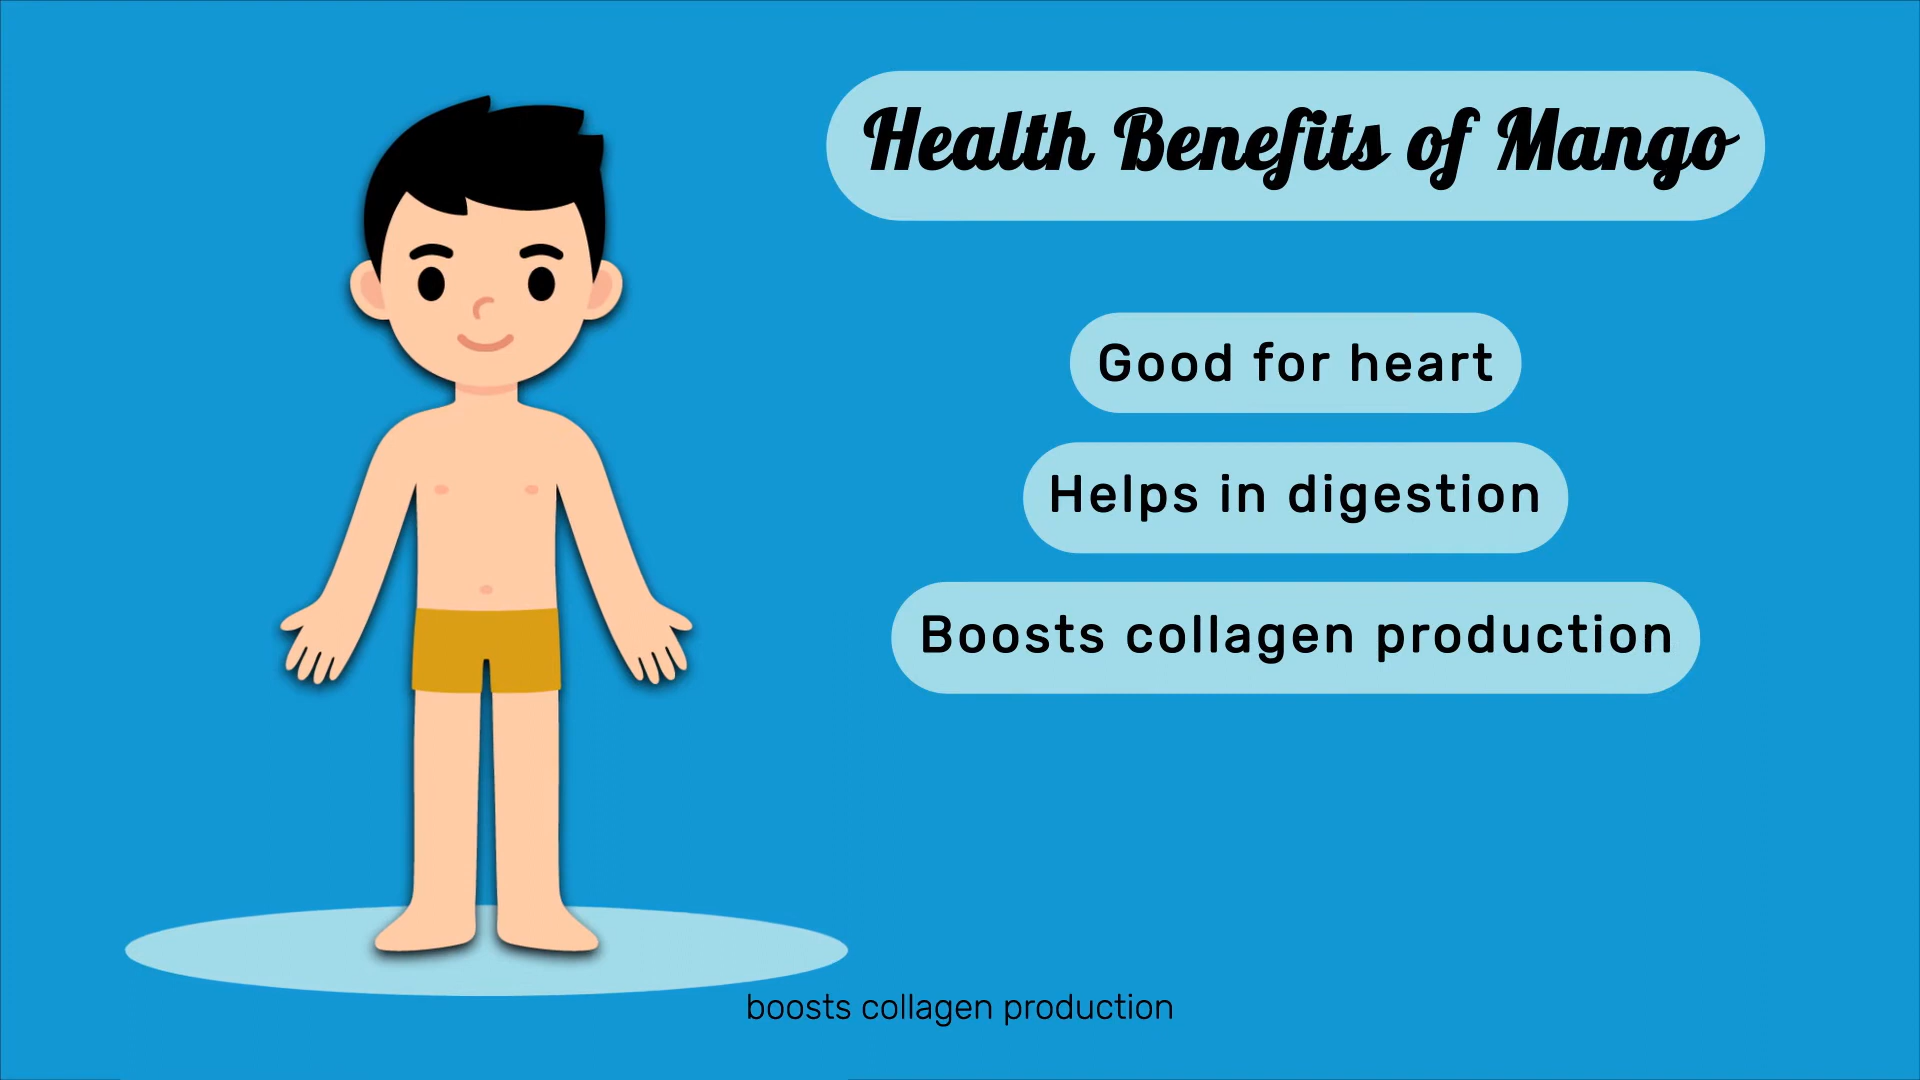 Health Benefits of Mango
Good for heart
Helps in digestion
Boosts collagen production
boosts collagen production